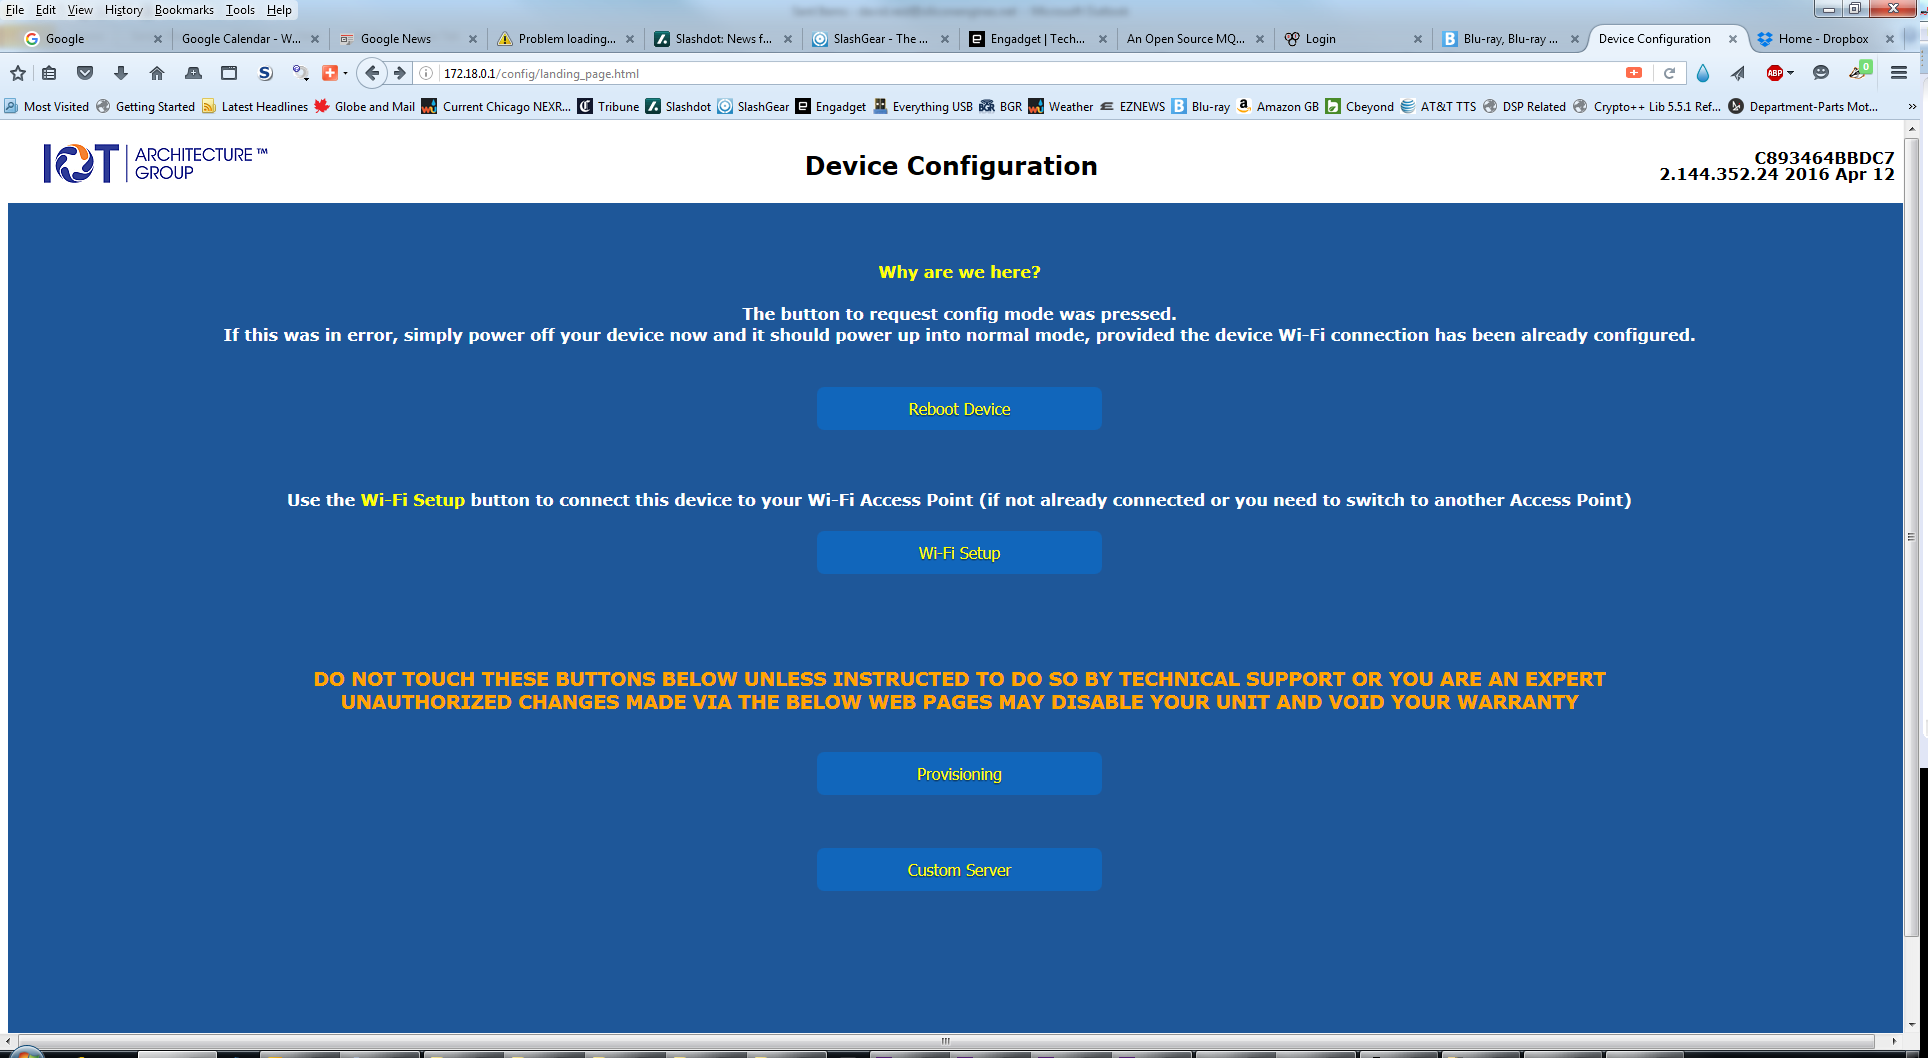 File Edit View History Bookmarks Tools Help
Google
Google Calendar - W...
Google News
Problem loading...
Slashdot: News f...
SlashGear - The ...
Engadget | Tech...
An Open Source MQ...
Login
Blu-ray, Blu-ray ...
Device Configuration
Home - Dropbox
172.18.0.1/config/landing_page.html
ABP
0
Most Visited Getting Started Latest Headlines Globe and Mail Current Chicago NEXR... Tribune Slashdot SlashGear Engadget Everything USB BGR Weather EZNEWS Blu-ray Amazon GB Cbeyond AT&T TTS DSP Related Crypto++ Lib 5.5.1 Ref... Department-Parts Mot... »
IOT ARCHITECTURE ™
GROUP
Device Configuration
C893464BBDC7
2.144.352.24 2016 Apr 12
Why are we here?
The button to request config mode was pressed.
If this was in error, simply power off your device now and it should power up into normal mode, provided the device Wi-Fi connection has been already configured.
Reboot Device
Use the Wi-Fi Setup button to connect this device to your Wi-Fi Access Point (if not already connected or you need to switch to another Access Point)
Wi-Fi Setup
DO NOT TOUCH THESE BUTTONS BELOW UNLESS INSTRUCTED TO DO SO BY TECHNICAL SUPPORT OR YOU ARE AN EXPERT
UNAUTHORIZED CHANGES MADE VIA THE BELOW WEB PAGES MAY DISABLE YOUR UNIT AND VOID YOUR WARRANTY
Provisioning
Custom Server